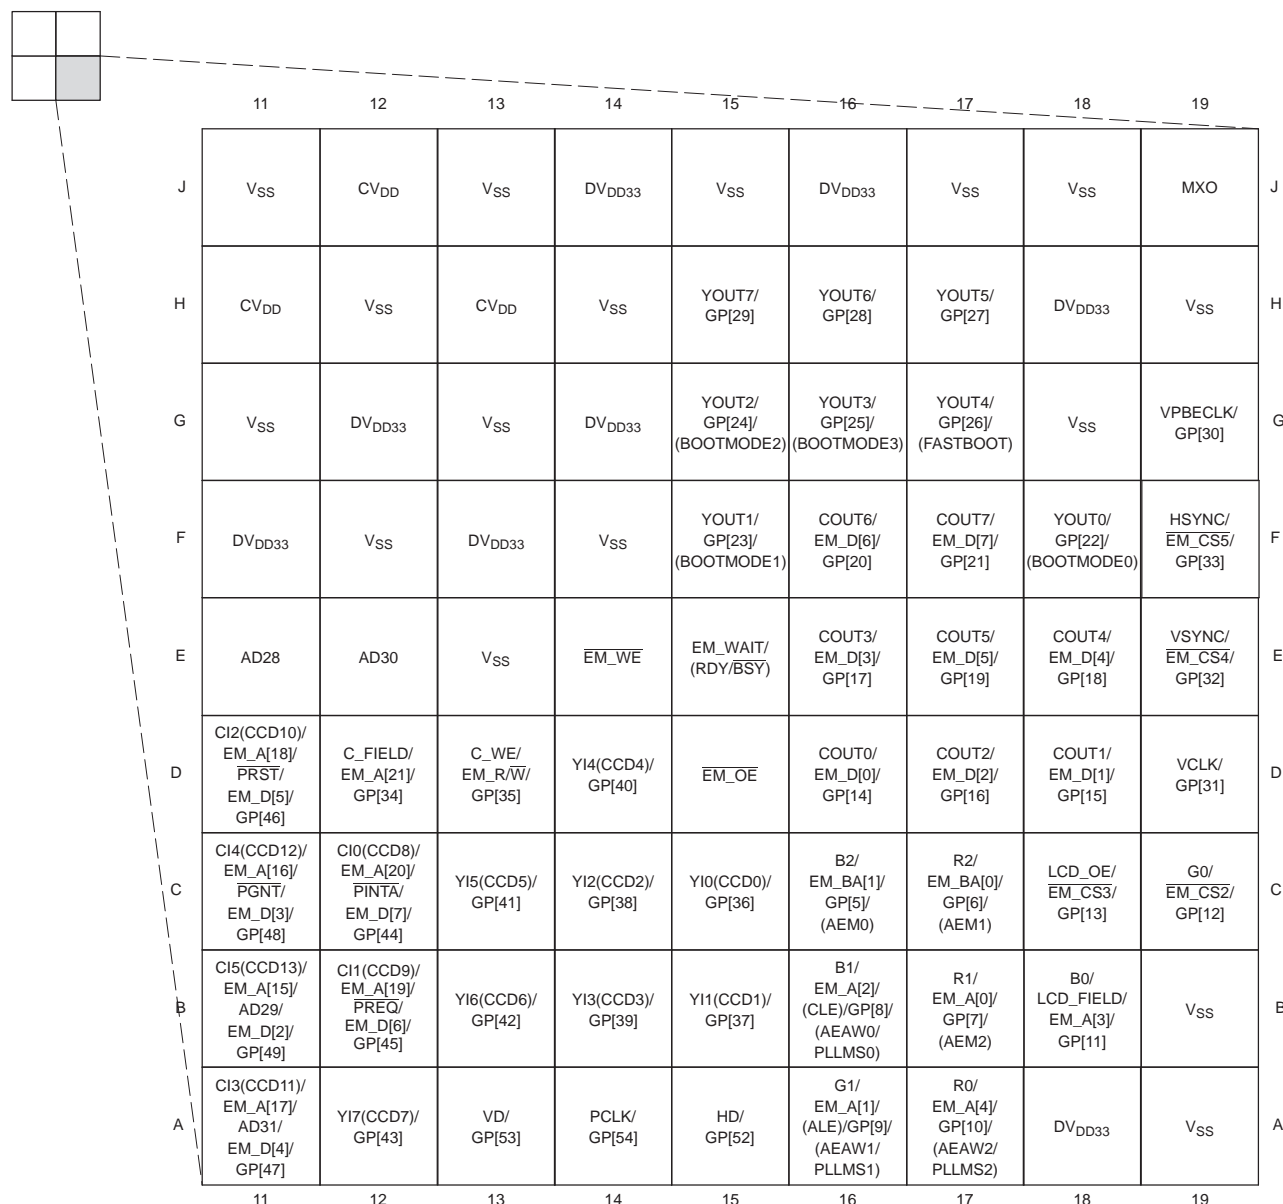 11 12 13 14 15 16 17 18 19
J VSS CVDD VSS DVDD33 VSS DVDD33 VSS VSS MXO J
H CVDD VSS CVDD VSS YOUT7/ GP[29] YOUT6/ GP[28] YOUT5/ GP[27] DVDD33 VSS H
G VSS DVDD33 VSS DVDD33 YOUT2/ GP[24]/ (BOOTMODE2) YOUT3/ GP[25]/ (BOOTMODE3) YOUT4/ GP[26]/ (FASTBOOT) VSS VPBECLK/ GP[30] G
F DVDD33 VSS DVDD33 VSS YOUT1/ GP[23]/ (BOOTMODE1) COUT6/ EM_D[6]/ GP[20] COUT7/ EM_D[7]/ GP[21] YOUT0/ GP[22]/ (BOOTMODE0) HSYNC/ EM_CS5/ GP[33] F
E AD28 AD30 VSS EM_WE EM_WAIT/ (RDY/BSY) COUT3/ EM_D[3]/ GP[17] COUT5/ EM_D[5]/ GP[19] COUT4/ EM_D[4]/ GP[18] VSYNC/ EM_CS4/ GP[32] E
D CI2(CCD10)/ EM_A[18]/ PRST/ EM_D[5]/ GP[46] C_FIELD/ EM_A[21]/ GP[34] C_WE/ EM_R/W/ GP[35] YI4(CCD4)/ GP[40] EM_OE COUT0/ EM_D[0]/ GP[14] COUT2/ EM_D[2]/ GP[16] COUT1/ EM_D[1]/ GP[15] VCLK/ GP[31] D
C CI4(CCD12)/ EM_A[16]/ PGNT/ EM_D[3]/ GP[48] CI0(CCD8)/ EM_A[20]/ PINTA/ EM_D[7]/ GP[44] YI5(CCD5)/ GP[41] YI2(CCD2)/ GP[38] YI0(CCD0)/ GP[36] B2/ EM_BA[1]/ GP[5]/ (AEM0) R2/ EM_BA[0]/ GP[6]/ (AEM1) LCD_OE/ EM_CS3/ GP[13] G0/ EM_CS2/ GP[12] C
B CI5(CCD13)/ EM_A[15]/ AD29/ EM_D[2]/ GP[49] CI1(CCD9)/ EM_A[19]/ PREQ/ EM_D[6]/ GP[45] YI6(CCD6)/ GP[42] YI3(CCD3)/ GP[39] YI1(CCD1)/ GP[37] B1/ EM_A[2]/ (CLE)/GP[8]/ (AEAW0/ PLLMS0) R1/ EM_A[0]/ GP[7]/ (AEM2) B0/ LCD_FIELD/ EM_A[3]/ GP[11] VSS B
A CI3(CCD11)/ EM_A[17]/ AD31/ EM_D[4]/ GP[47] YI7(CCD7)/ GP[43] VD/ GP[53] PCLK/ GP[54] HD/ GP[52] G1/ EM_A[1]/ (ALE)/GP[9]/ (AEAW1/ PLLMS1) R0/ EM_A[4]/ GP[10]/ (AEAW2/ PLLMS2) DVDD33 VSS A
11 12 13 14 15 16 17 18 19